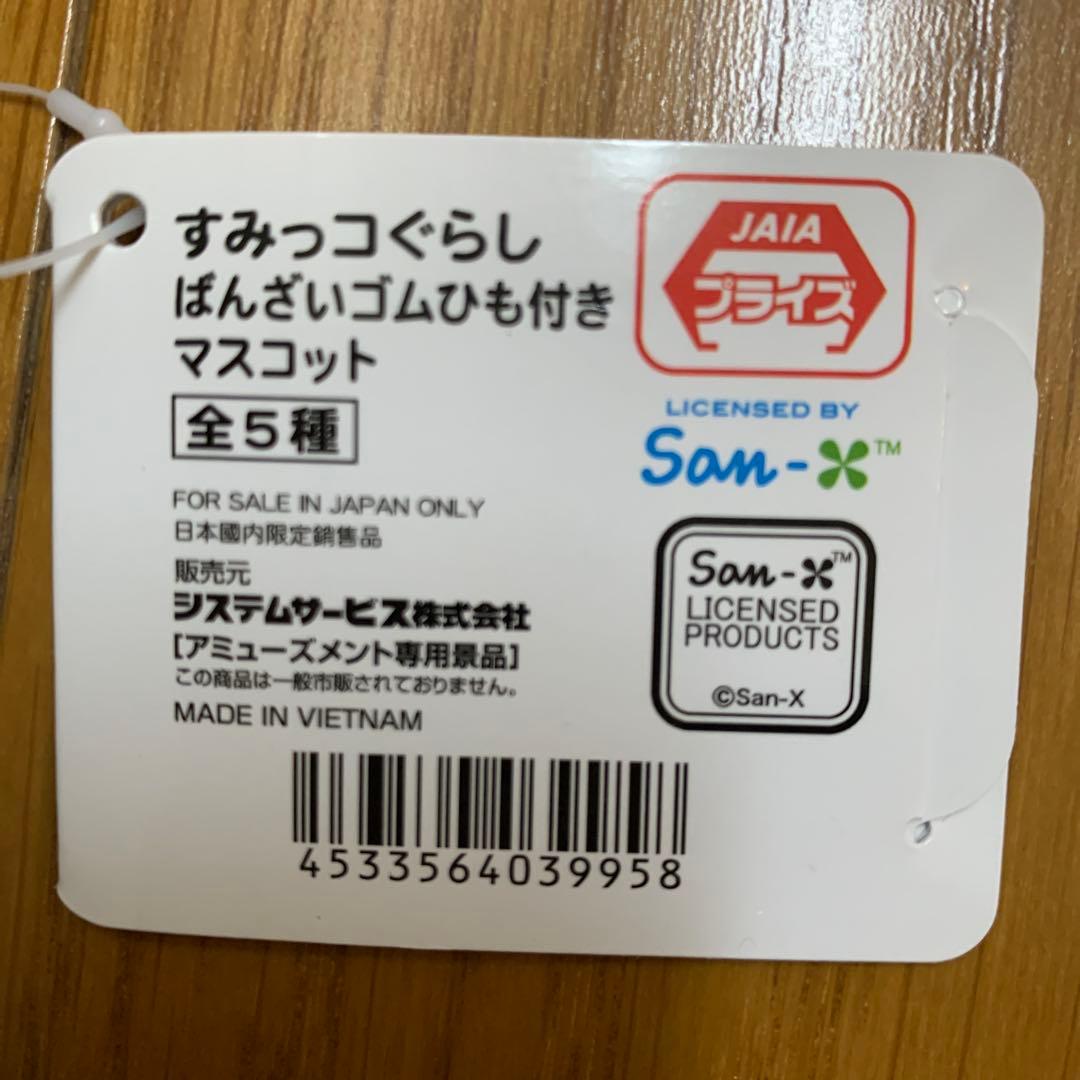 すみっコぐらし
ばんざいゴムひも付き
マスコット
全5種
FOR SALE IN JAPAN ONLY
日本國内限定銷售品
販売元
システムサービス株式会社
[アミューズメント専用景品]
この商品は一般市販されておりません。
MADE IN VIETNAM
4533564039958
JAIA
プライズ
LICENSED BY
San-X™
San-X™
LICENSED
PRODUCTS
©San-X